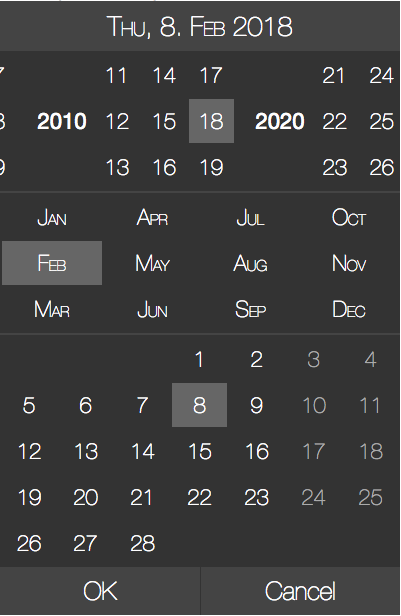 Thu, 8. Feb 2018
7 11 14 17 21 24
2010 12 15 18 2020 22 25
9 13 16 19 23 26
Jan Apr Jul Oct
Feb May Aug Nov
Mar Jun Sep Dec
1 2 3 4
5 6 7 8 9 10 11
12 13 14 15 16 17 18
19 20 21 22 23 24 25
26 27 28
OK Cancel